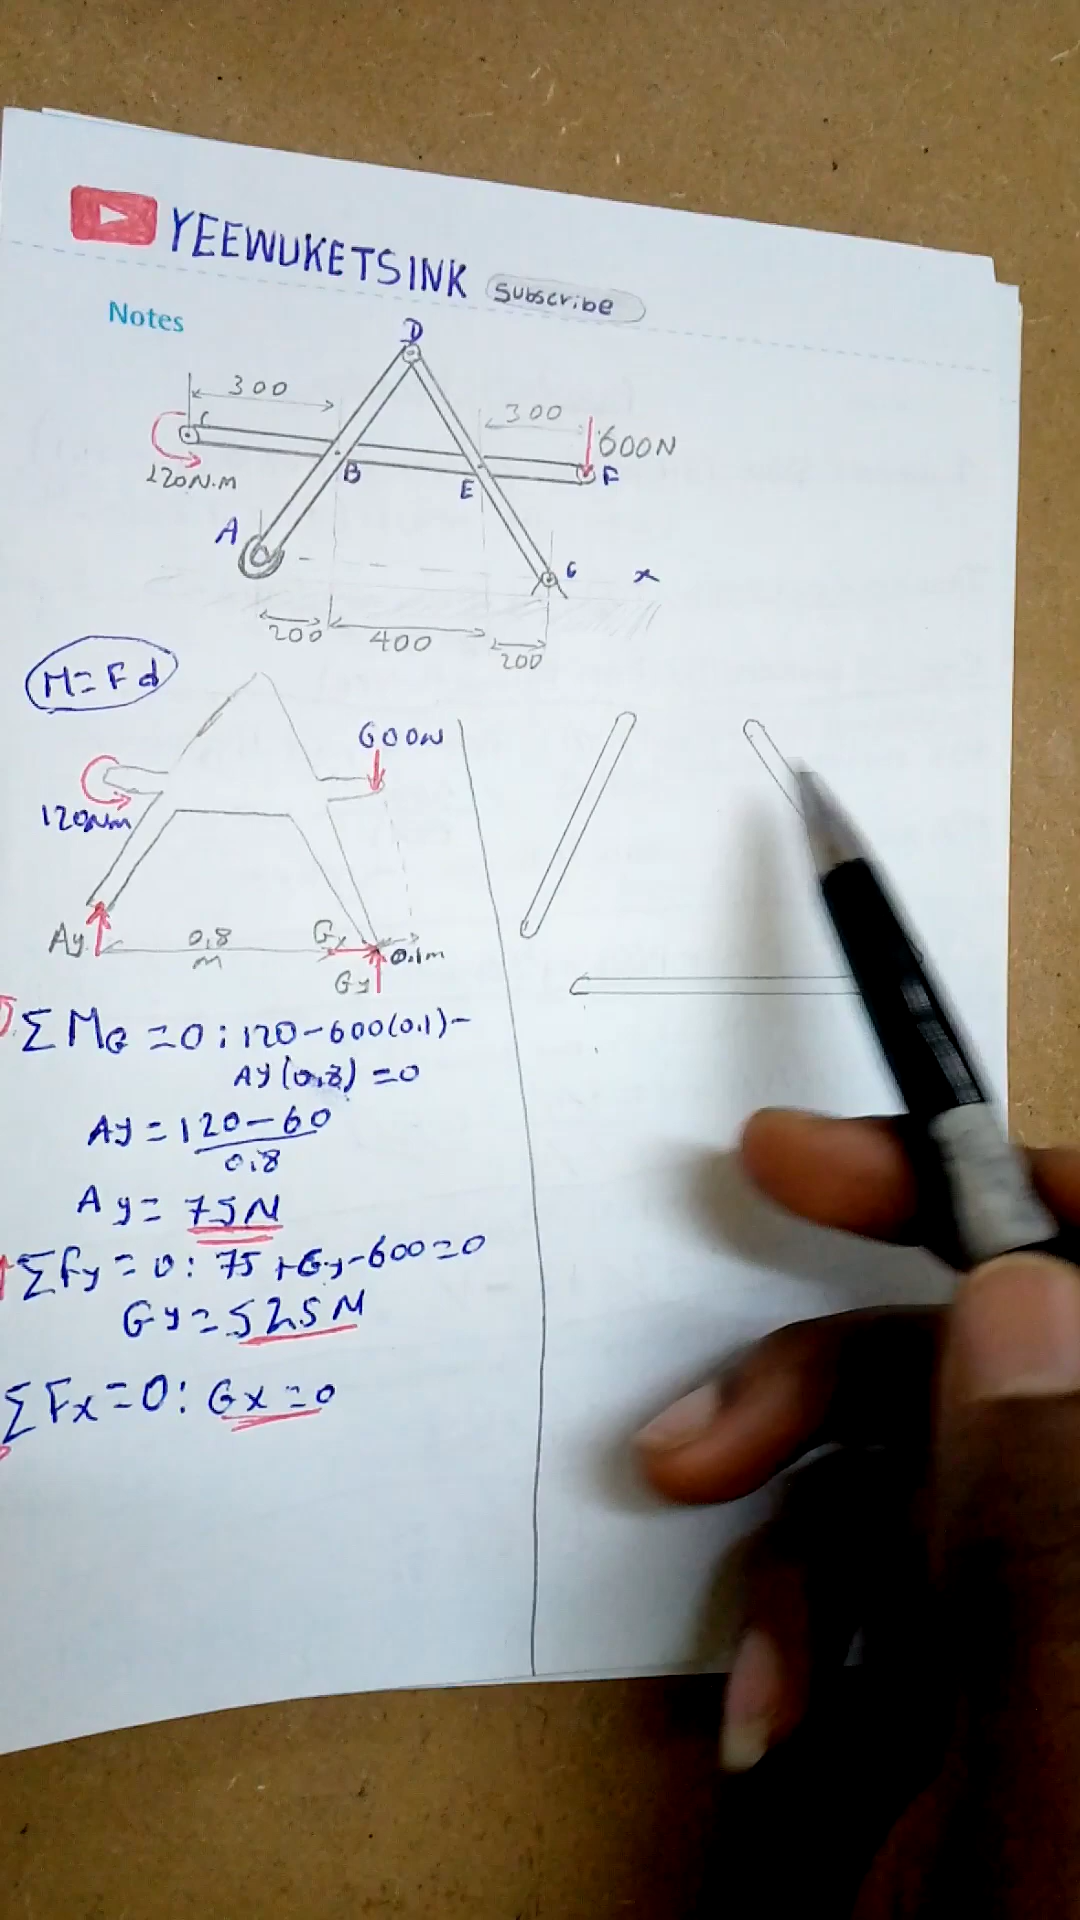 YEEWUKETSINK subscribe
Notes
D
300
300
C
600N
120N.M
B
E
F
A
G
x
200
400
200
M=Fd
600N
120Nm
Ay
0,8
m
Gx
0.1m
Gy
ΣMG=0: 120-600(0.1)-
Ay(0.8)=0
Ay=120-60
0.8
Ay=75N
ΣFy=0: 75+Gy-600=0
Gy=525N
ΣFx=0: Gx=0